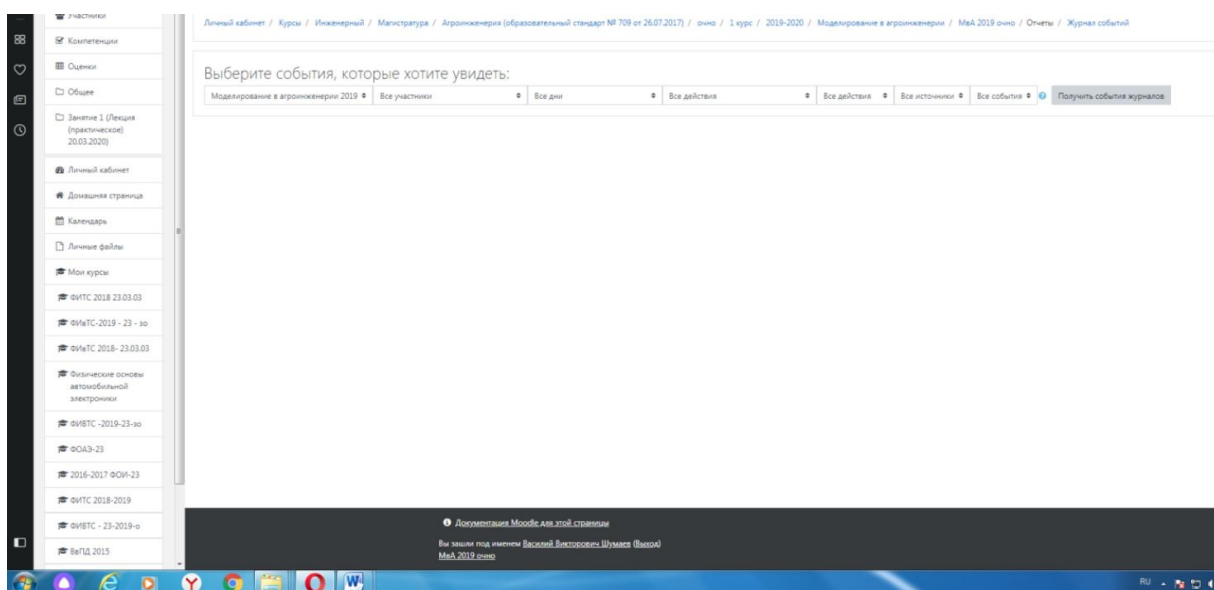 Участники
Компетенции
Оценки
Общее
Занятие 1 (Лекция
(практическое)
20.03.2020)
Личный кабинет
Домашняя страница
Календарь
Личные файлы
Мои курсы
ФИТС 2018 23.03.03
ФИвТС-2019 - 23 - зо
ФИвТС 2018- 23.03.03
Физические основы
автомобильной
электроники
ФИВТС -2019-23-зо
ФОАЭ-23
2016-2017 ФОИ-23
ФИТС 2018-2019
ФИВТС - 23-2019-о
ВвПД 2015
Личный кабинет / Курсы / Инженерный / Магистратура / Агроинженерия (образовательный стандарт № 709 от 26.07.2017) / очно / 1 курс / 2019-2020 / Моделирование в агроинженерии / МвА 2019 очно / Отчеты / Журнал событий
Выберите события, которые хотите увидеть:
Моделирование в агроинженерии 2019 Все участники Все дни Все действия Все действия Все источники Все события Получить события журналов
Документация Moodle для этой страницы
Вы зашли под именем Василий Викторович Шумаев (Выход)
МвА 2019 очно
RU